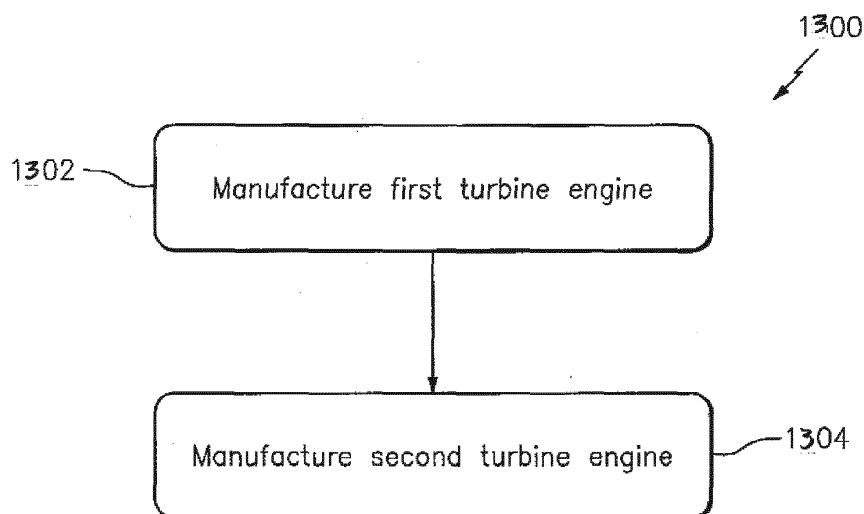 1300
1302
Manufacture first turbine engine
Manufacture second turbine engine
1304